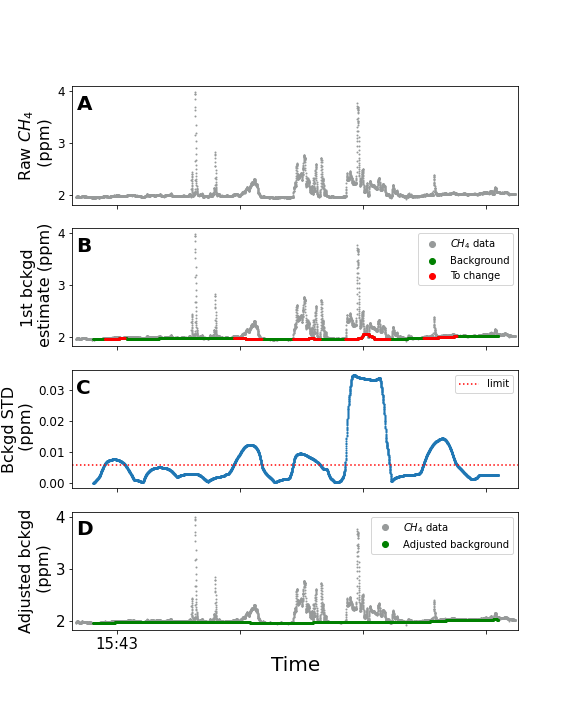 A
Raw CH4
(ppm)
4
3
2
B
1st bckgd
estimate (ppm)
4
3
2
CH4 data
Background
To change
C
Bckgd STD
(ppm)
0.03
0.02
0.01
0.00
limit
D
Adjusted bckgd
(ppm)
4
3
2
CH4 data
Adjusted background
15:43
Time